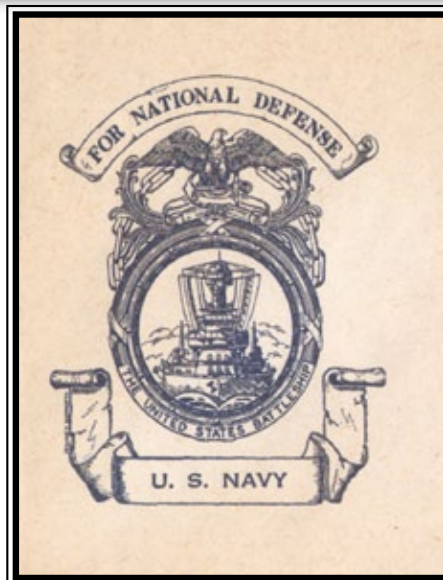 FOR NATIONAL DEFENSE
THE UNITED STATES BATTLESHIP
U. S. NAVY